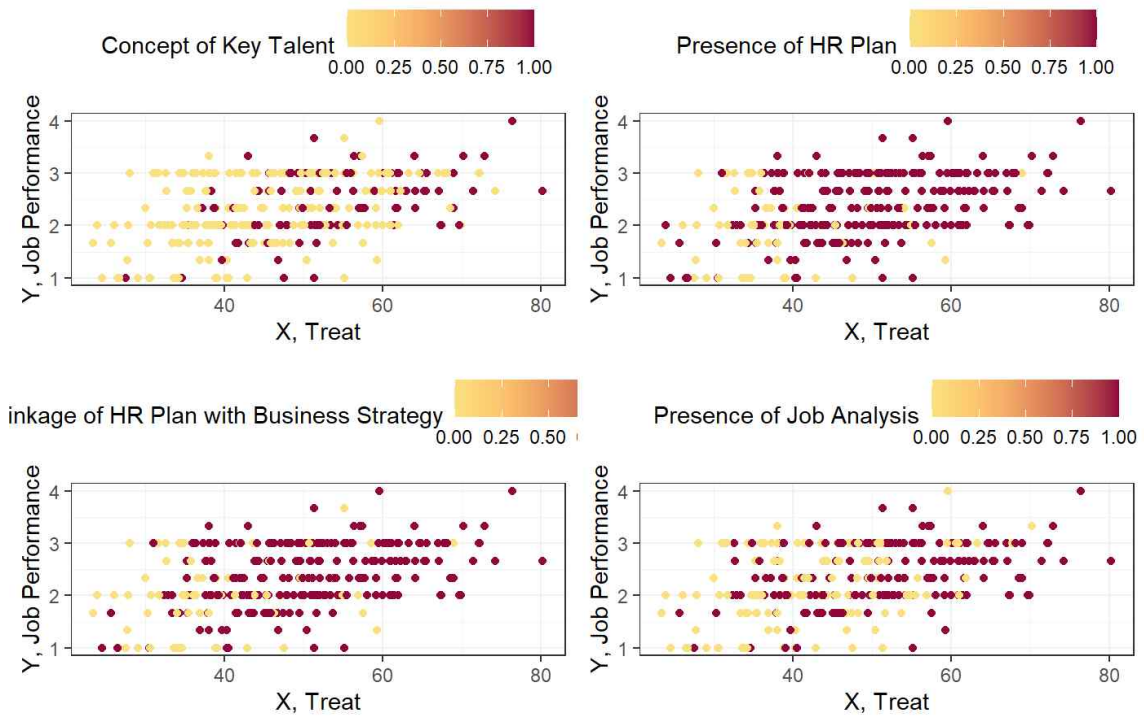 Concept of Key Talent
0.00 0.25 0.50 0.75 1.00
Y, Job Performance
4
3
2
1
40 60 80
X, Treat
Presence of HR Plan
0.00 0.25 0.50 0.75 1.00
Y, Job Performance
4
3
2
1
40 60 80
X, Treat
inkage of HR Plan with Business Strategy
0.00 0.25 0.50
Y, Job Performance
4
3
2
1
40 60 80
X, Treat
Presence of Job Analysis
0.00 0.25 0.50 0.75 1.00
Y, Job Performance
4
3
2
1
40 60 80
X, Treat